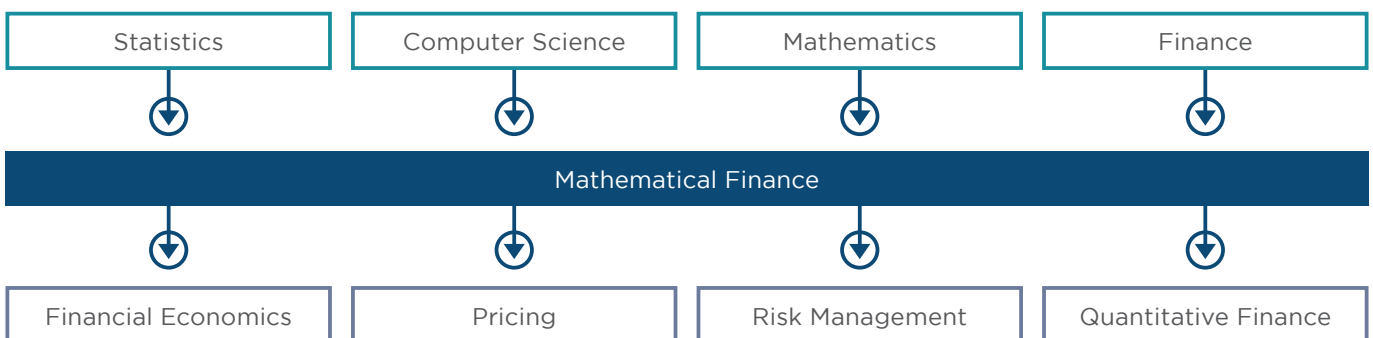 Statistics
Computer Science
Mathematics
Finance
Mathematical Finance
Financial Economics
Pricing
Risk Management
Quantitative Finance